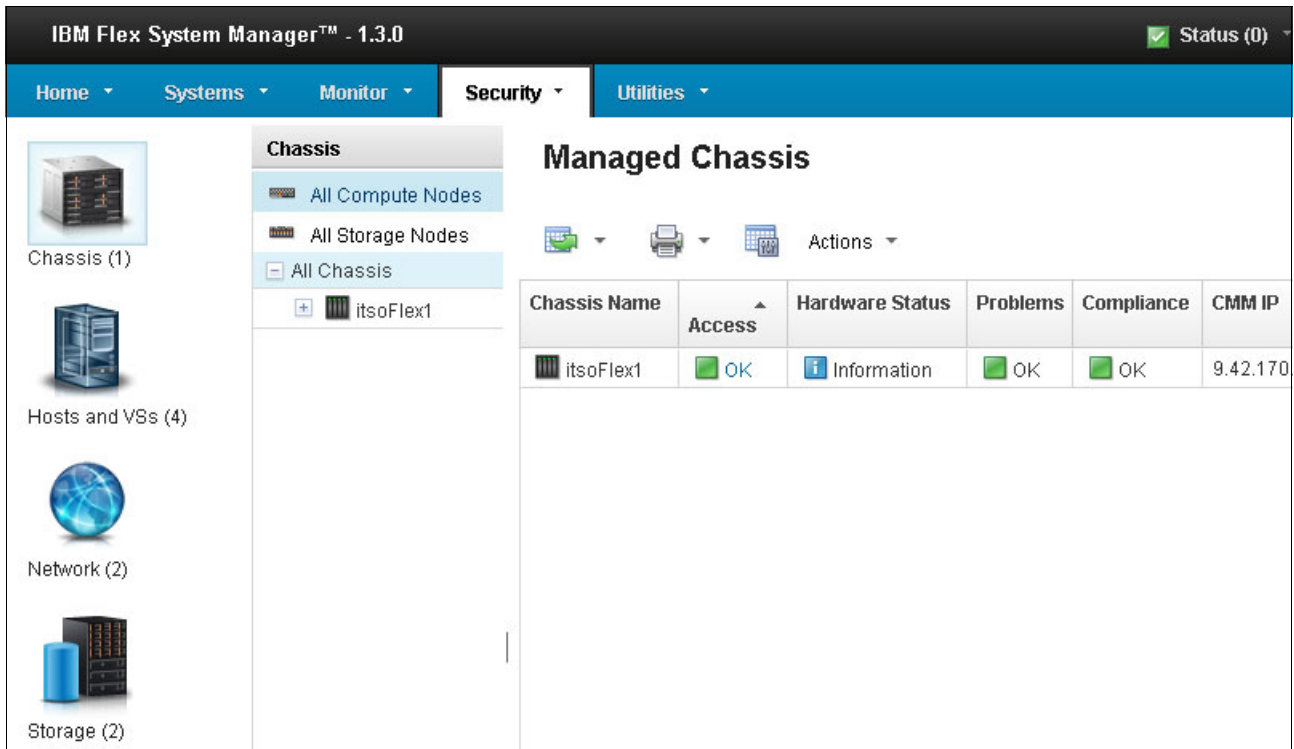 IBM Flex System Manager™ - 1.3.0
Status (0)
Home
Systems
Monitor
Security
Utilities
Chassis (1)
Hosts and VSs (4)
Network (2)
Storage (2)
Chassis
All Compute Nodes
All Storage Nodes
All Chassis
itsoFlex1
Managed Chassis
Actions
Chassis Name Access Hardware Status Problems Compliance CMM IP
itsoFlex1 OK Information OK OK 9.42.170.